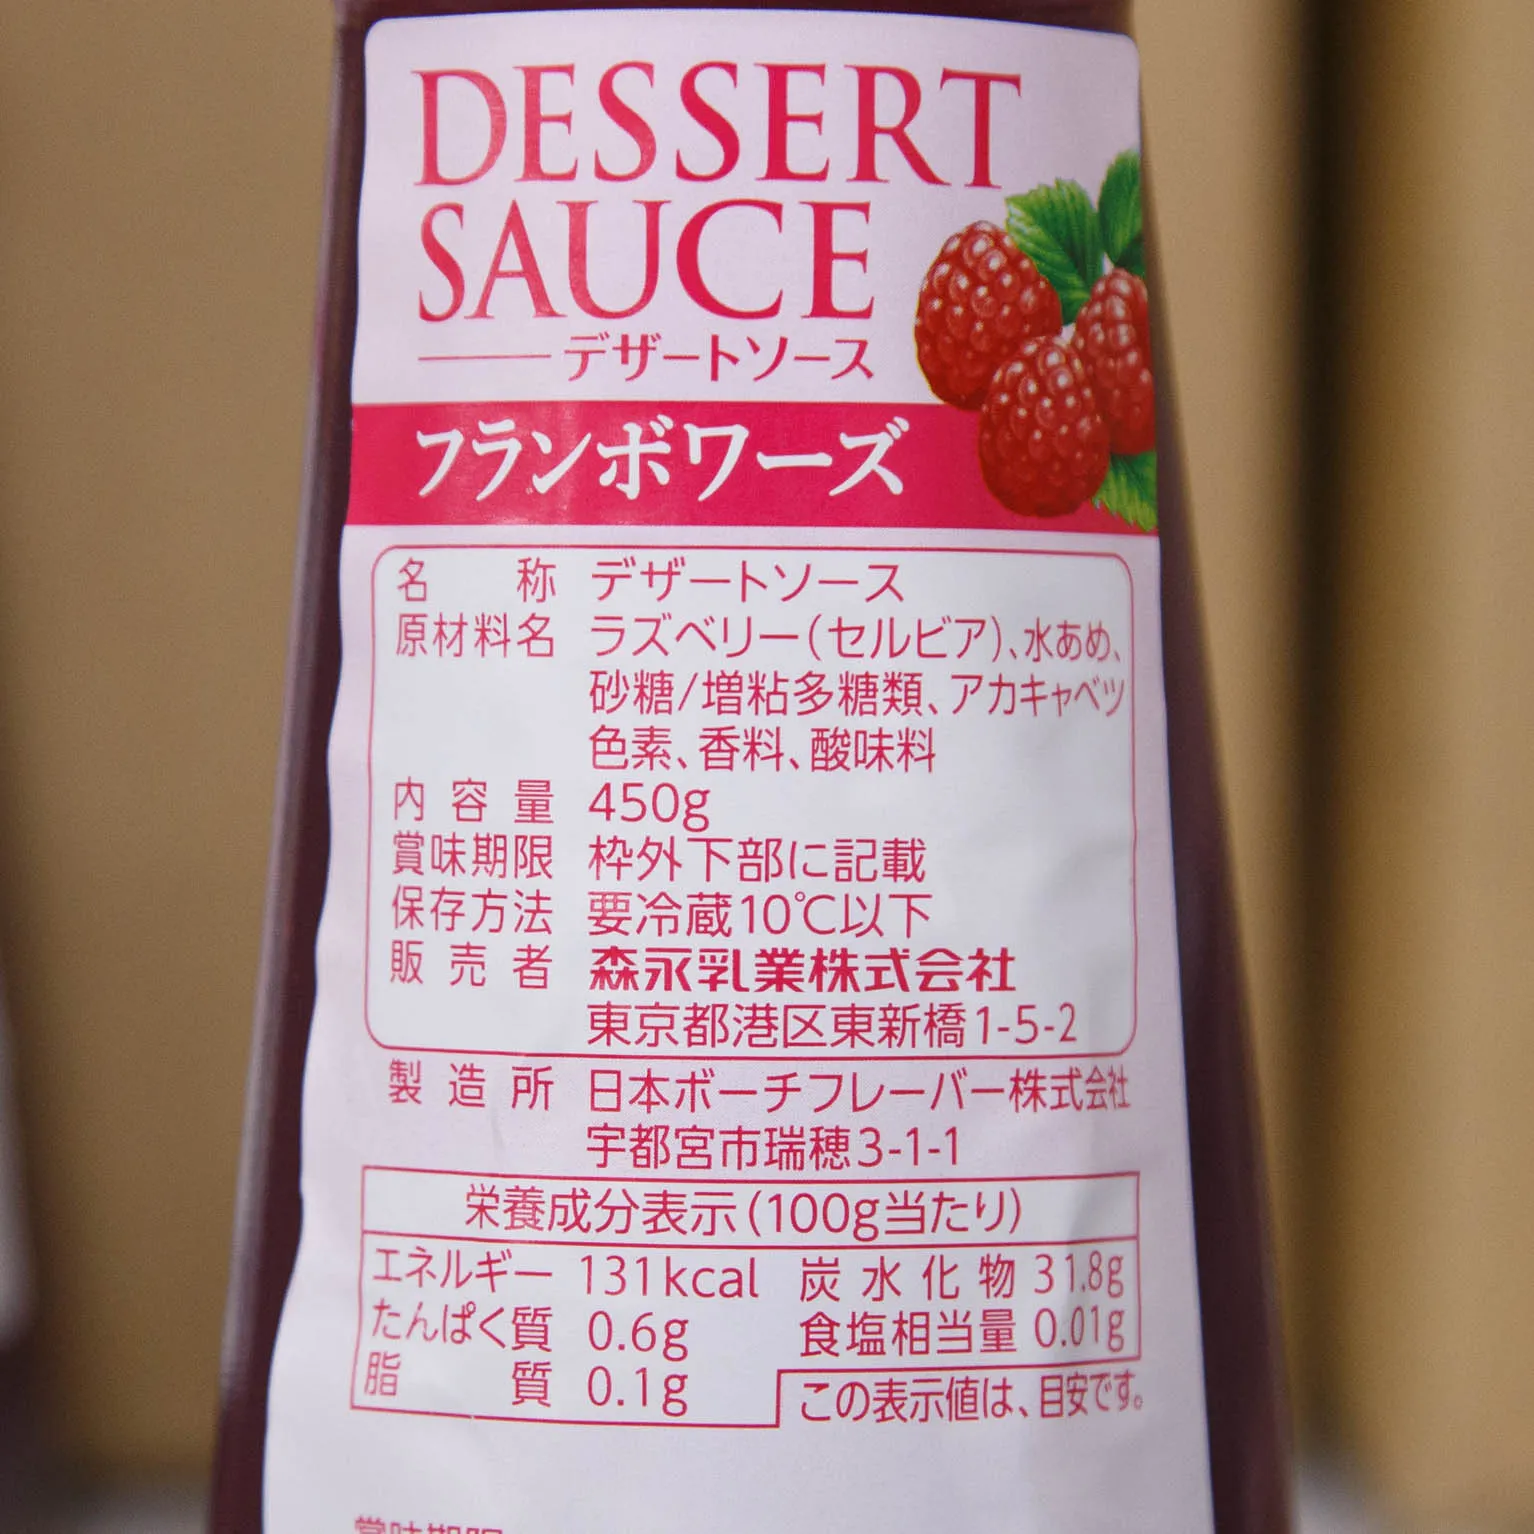 DESSERT
SAUCE
デザートソース
フランボワーズ
名称 デザートソース
原材料名 ラズベリー(セルビア)、水あめ、
砂糖/増粘多糖類、アカキャベツ
色素、香料、酸味料
内容量 450g
賞味期限 枠外下部に記載
保存方法 要冷蔵10℃以下
販売者 森永乳業株式会社
東京都港区東新橋1-5-2
製造所 日本ボーチフレーバー株式会社
宇都宮市瑞穂3-1-1
栄養成分表示(100g当たり)
エネルギー 131kcal 炭水化物 31.8g
たんぱく質 0.6g 食塩相当量 0.01g
脂質 0.1g この表示値は、目安です。